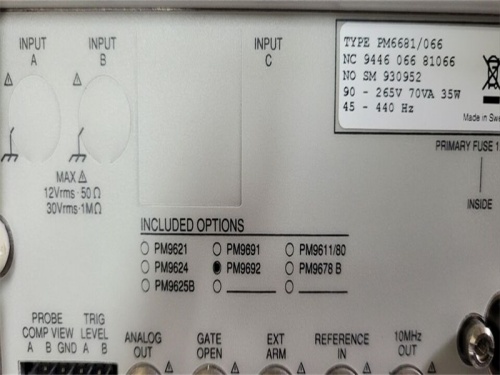 INPUT A
INPUT B
INPUT C
TYPE PM6681/066
NC 9446 066 81066
NO SM 930952
90 - 265V 70VA 35W
45 - 440 Hz
Made in Swe
PRIMARY FUSE 1
INSIDE
MAX
12Vrms·50Ω
30Vrms·1MΩ
INCLUDED OPTIONS
PM9621 PM9691 PM9611/80
PM9624 PM9692 PM9678 B
PM9625B
PROBE COMP VIEW
A B GND
TRIG LEVEL
A B
ANALOG OUT
GATE OPEN
EXT ARM
REFERENCE IN
10MHz OUT